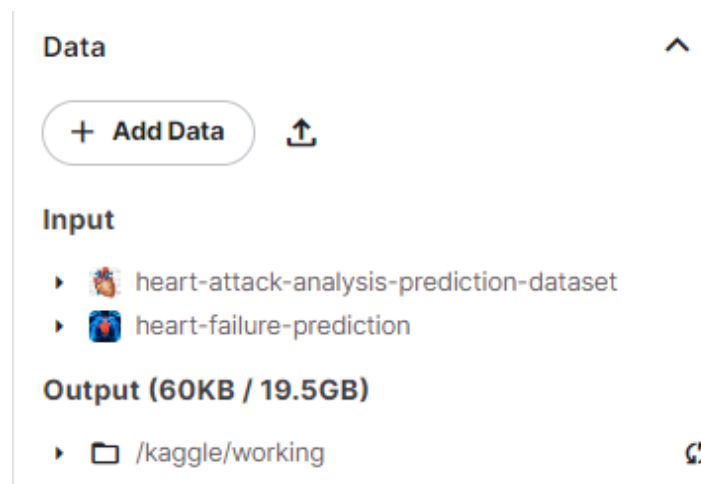 Data
+ Add Data
Input
heart-attack-analysis-prediction-dataset
heart-failure-prediction
Output (60KB / 19.5GB)
/kaggle/working